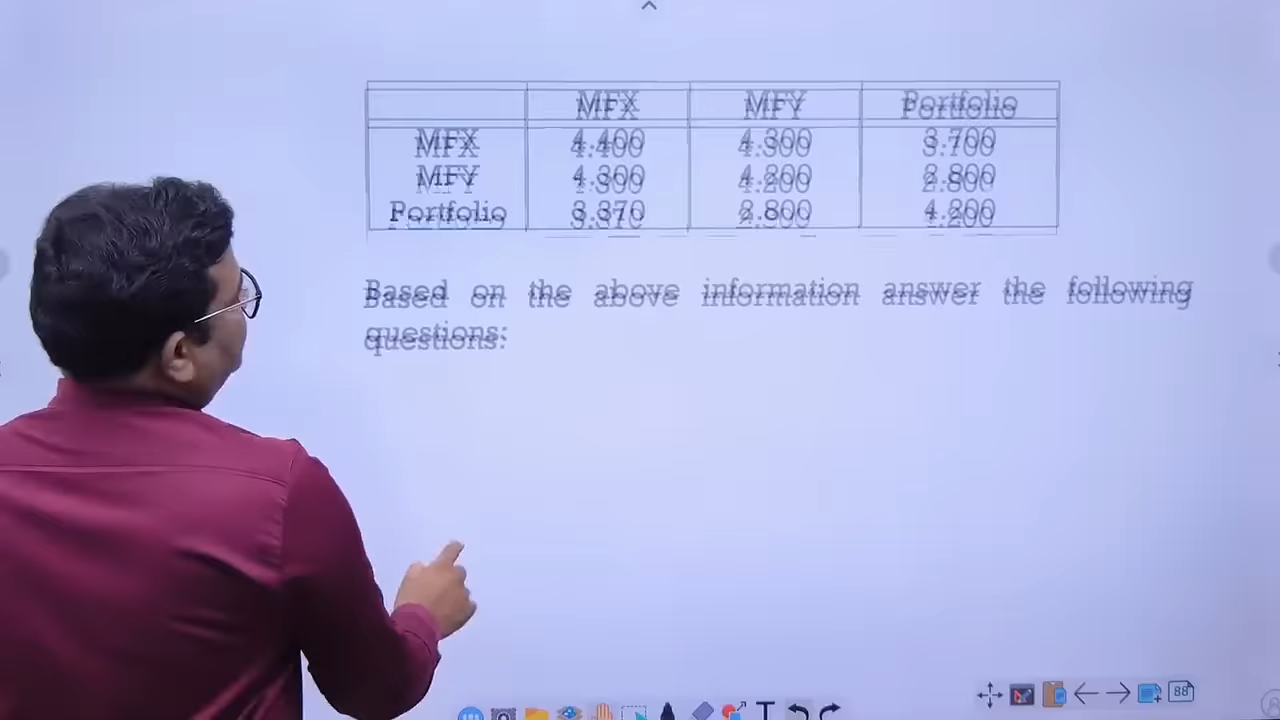 MFX MFY Portfolio
MFX 4.400 4.300 3.700
MFY 4.300 4.200 2.800
Portfolio 3.370 2.800 4.200
Based on the above information answer the following
questions:
T
88